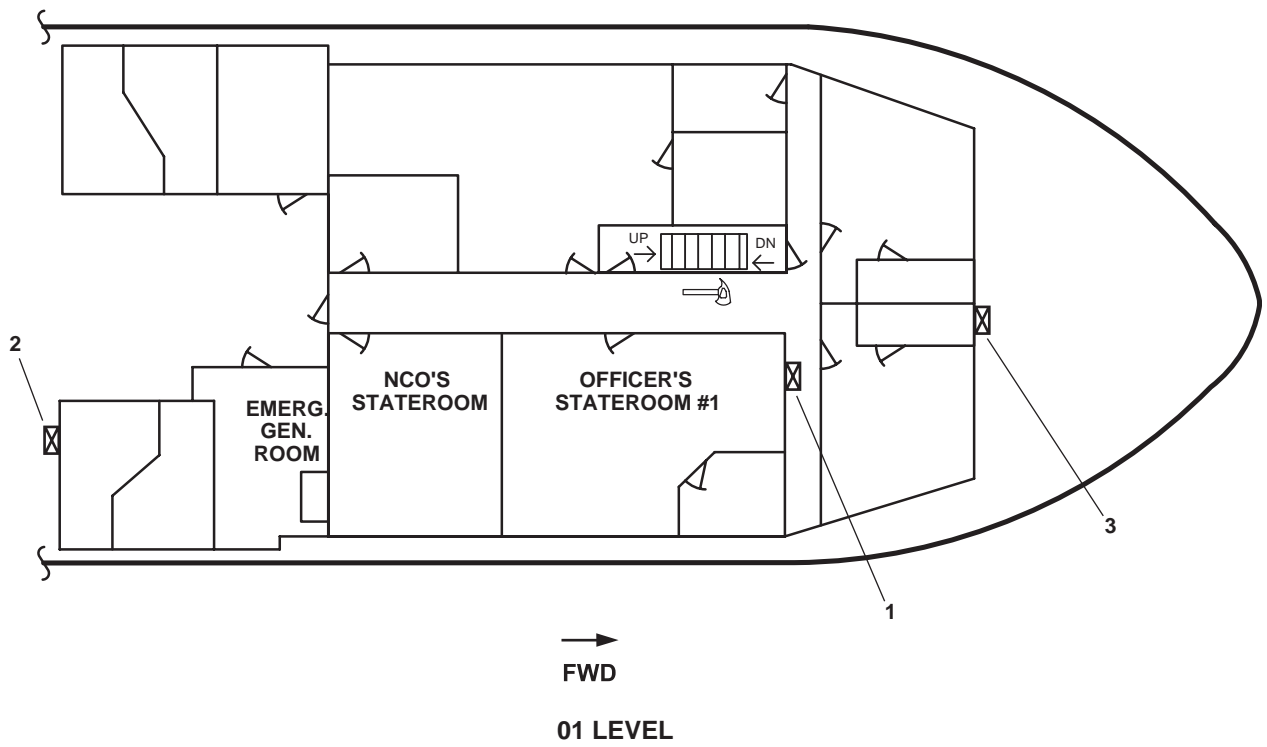 UP
DN
2
NCO'S
STATEROOM
OFFICER'S
STATEROOM #1
EMERG.
GEN.
ROOM
3
1
FWD
01 LEVEL